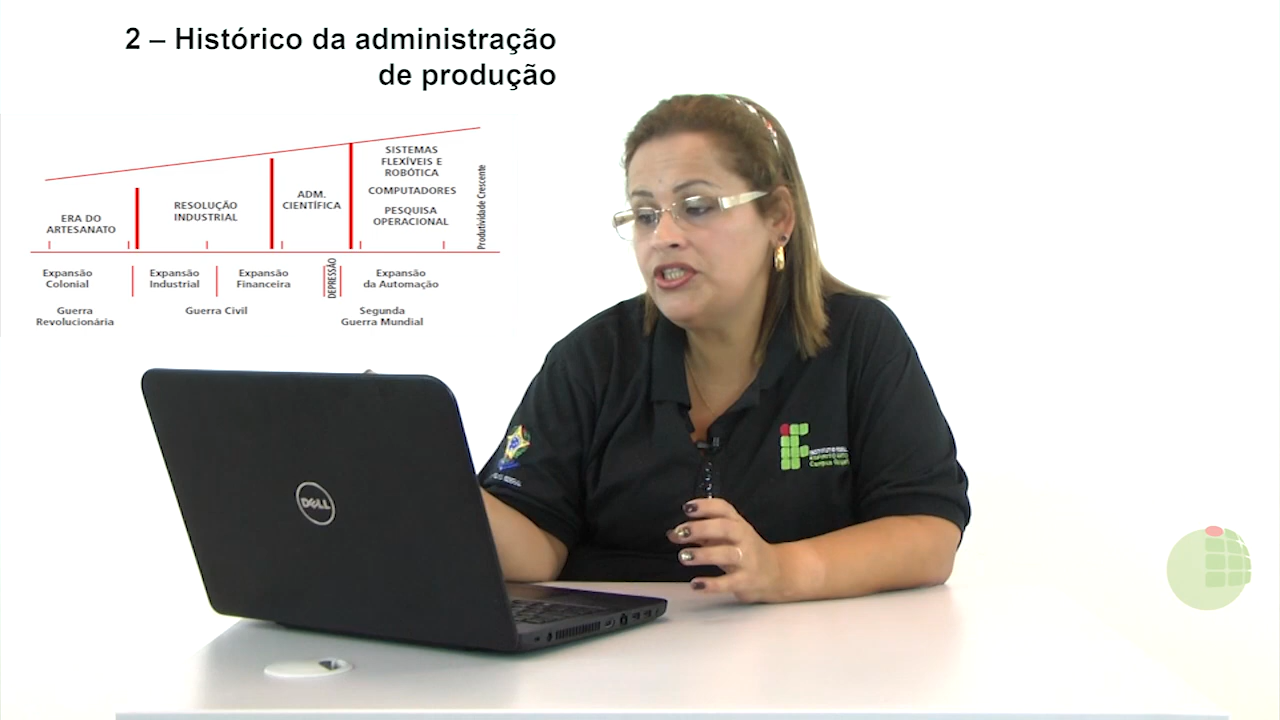 2 – Histórico da administração
de produção
SISTEMAS
FLEXÍVEIS E
ROBÓTICA
COMPUTADORES
PESQUISA
OPERACIONAL
ADM.
CIENTÍFICA
RESOLUÇÃO
INDUSTRIAL
ERA DO
ARTESANATO
Produtividade Crescente
Expansão
Colonial
Expansão
Industrial
Expansão
Financeira
DEPRESSÃO
Expansão
da Automação
Guerra
Revolucionária
Guerra Civil
Segunda
Guerra Mundial
DELL
INSTITUTO
Campus